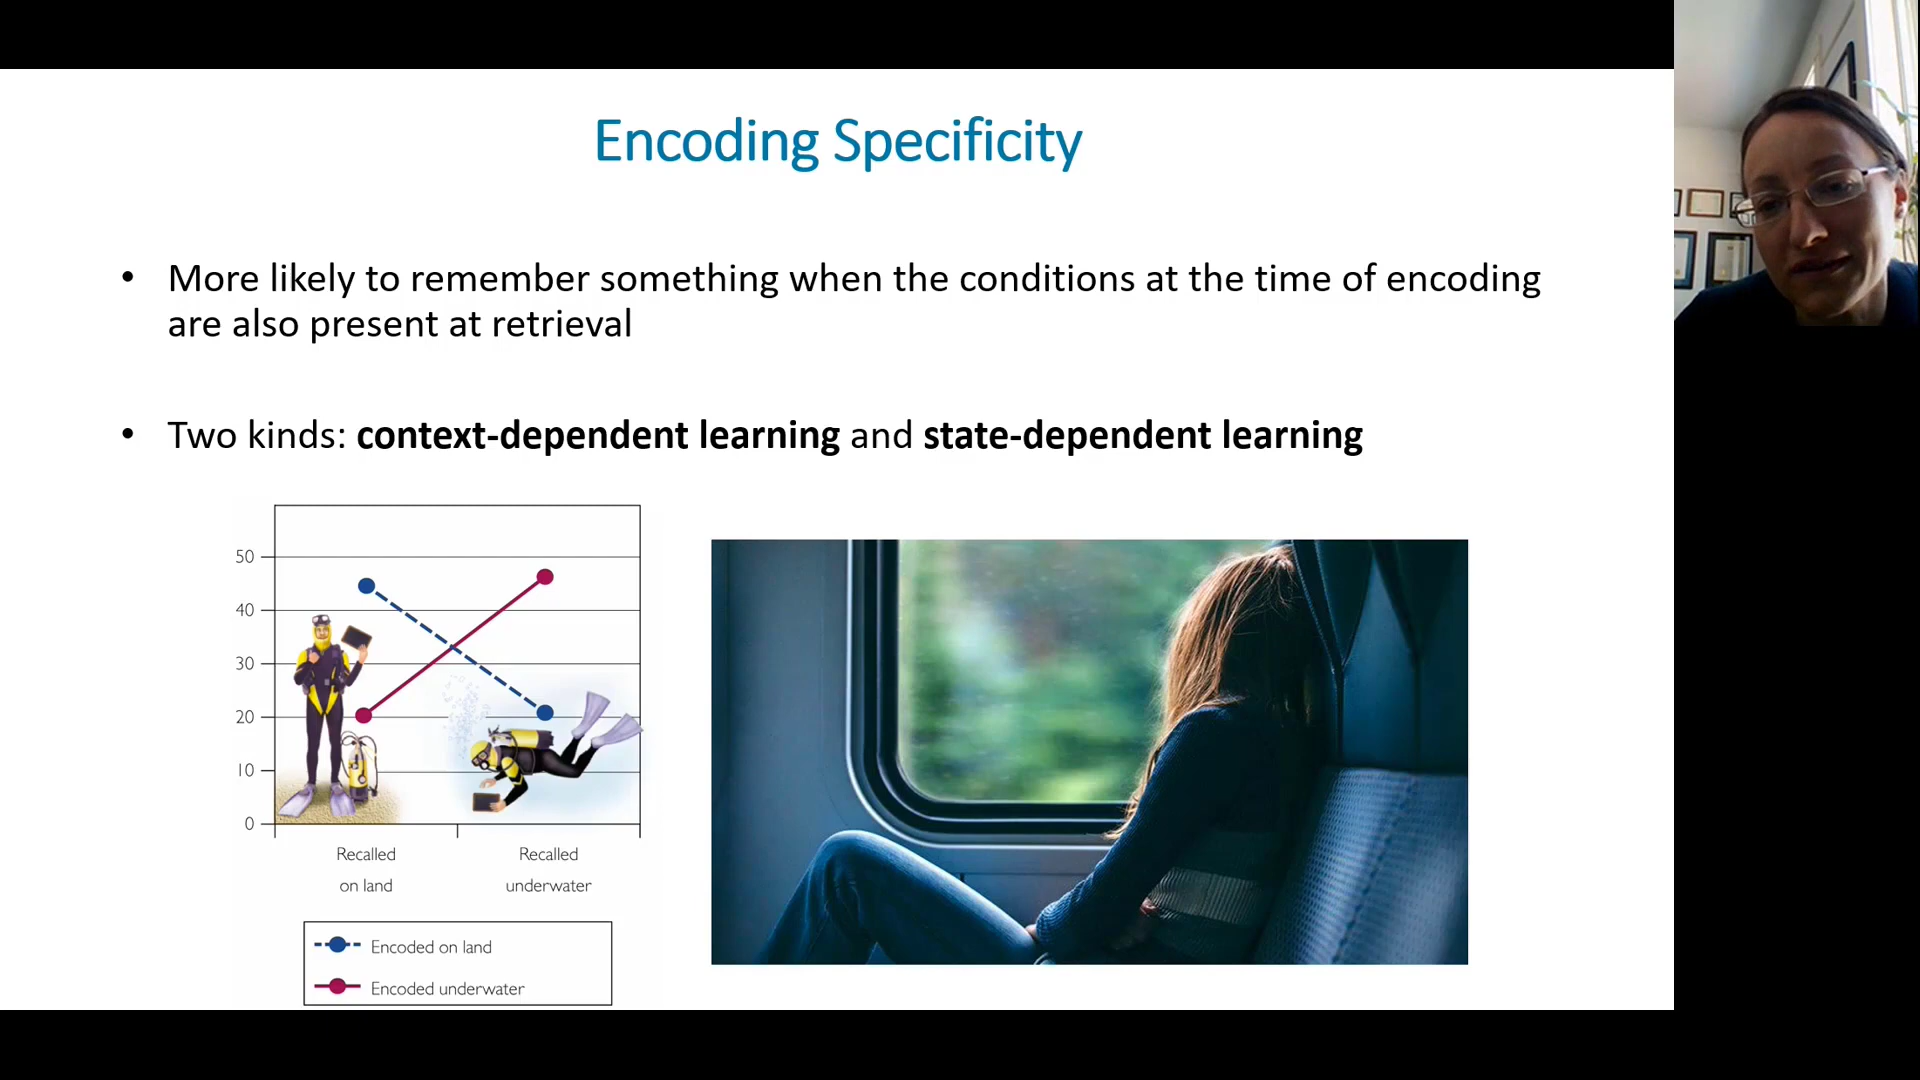 Encoding Specificity
• More likely to remember something when the conditions at the time of encoding
are also present at retrieval
• Two kinds: context-dependent learning and state-dependent learning
50
40
30
20
10
0
Recalled
on land
Recalled
underwater
Encoded on land
Encoded underwater